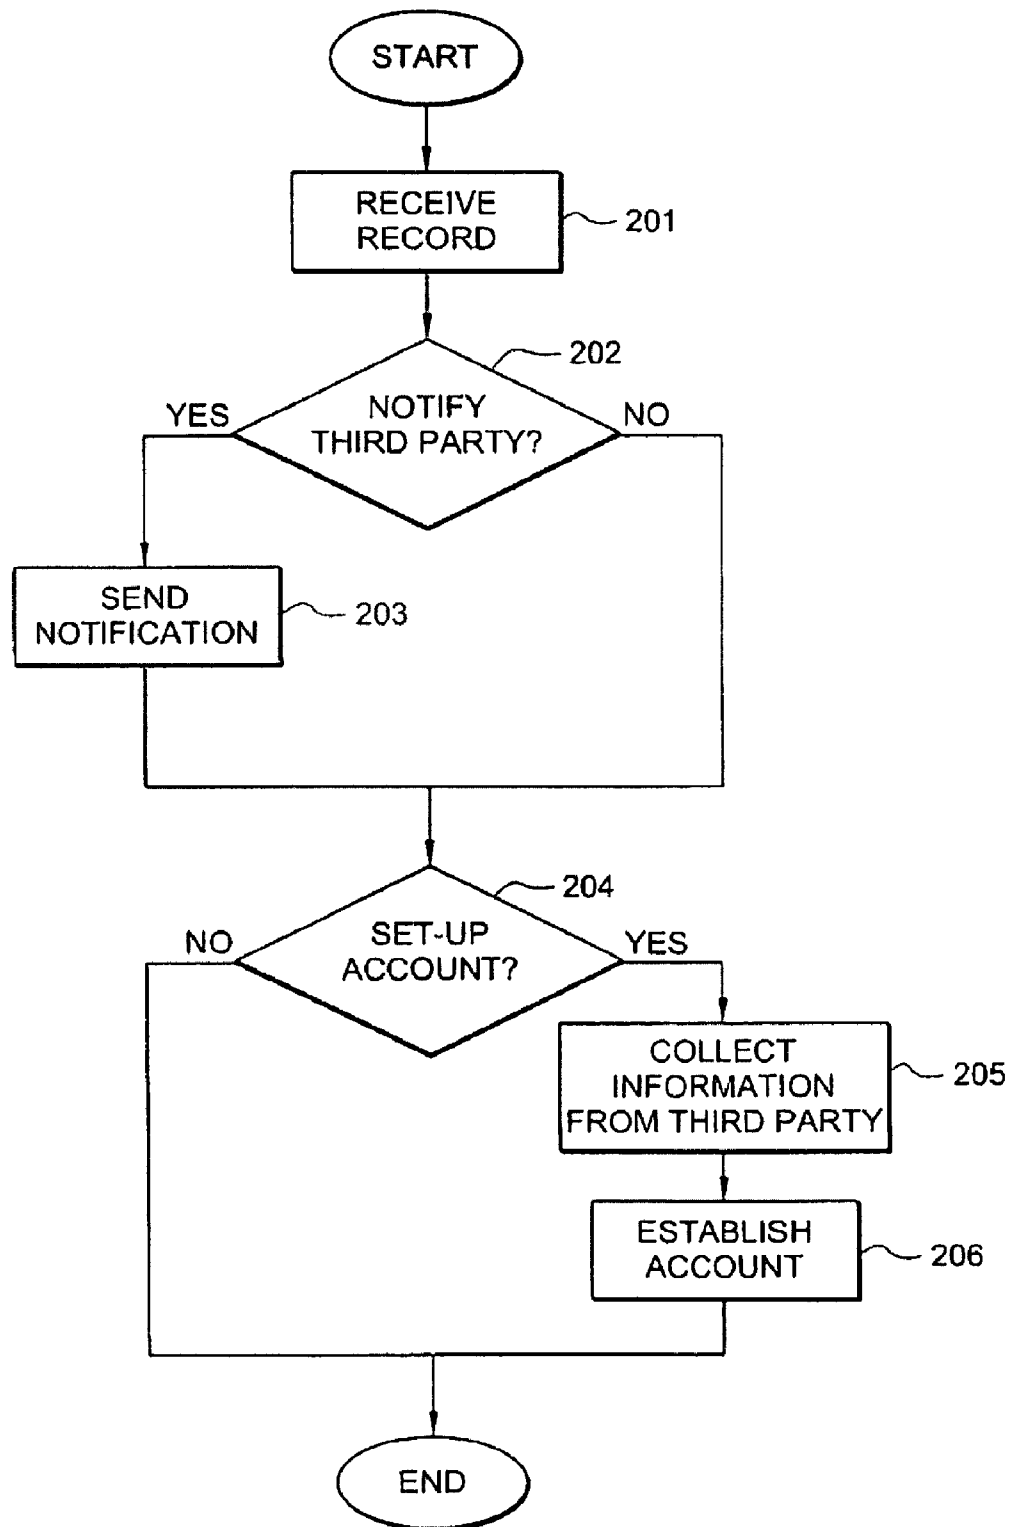 START
RECEIVE
RECORD
201
202
NOTIFY
THIRD PARTY?
YES
NO
SEND
NOTIFICATION
203
204
SET-UP
ACCOUNT?
NO
YES
COLLECT
INFORMATION
FROM THIRD PARTY
205
ESTABLISH
ACCOUNT
206
END